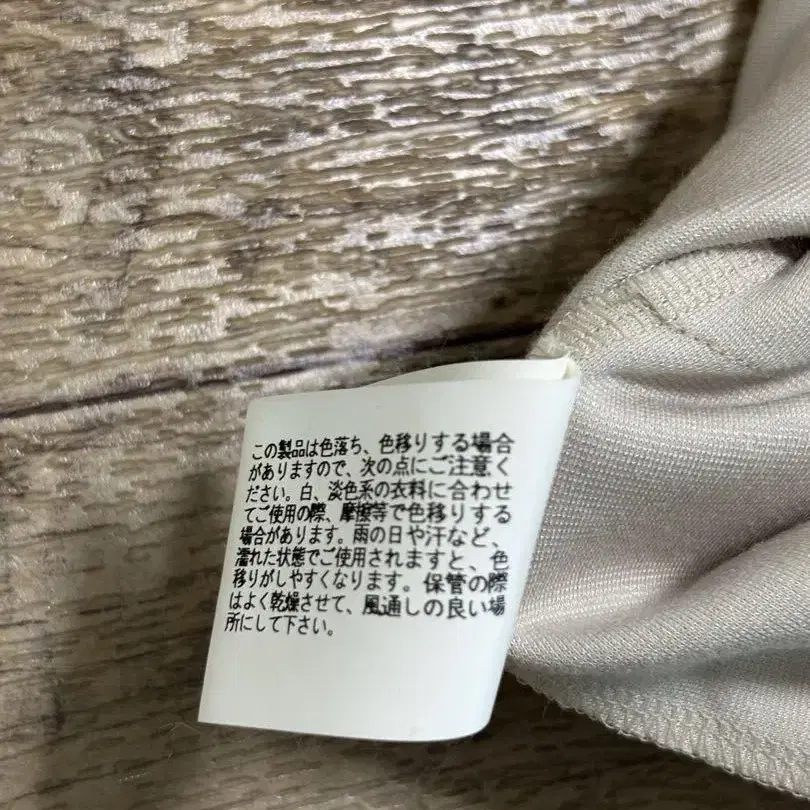 この製品は色落ち、色移りする場合
がありますので、次の点にご注意く
ださい。白、淡色系の衣料に合わせ
てご使用の際、摩擦等で色移りする
場合があります。雨の日や汗など、
濡れた状態でご使用されますと、色
移りがしやすくなります。保管の際
はよく乾燥させて、風通しの良い場
所にして下さい。